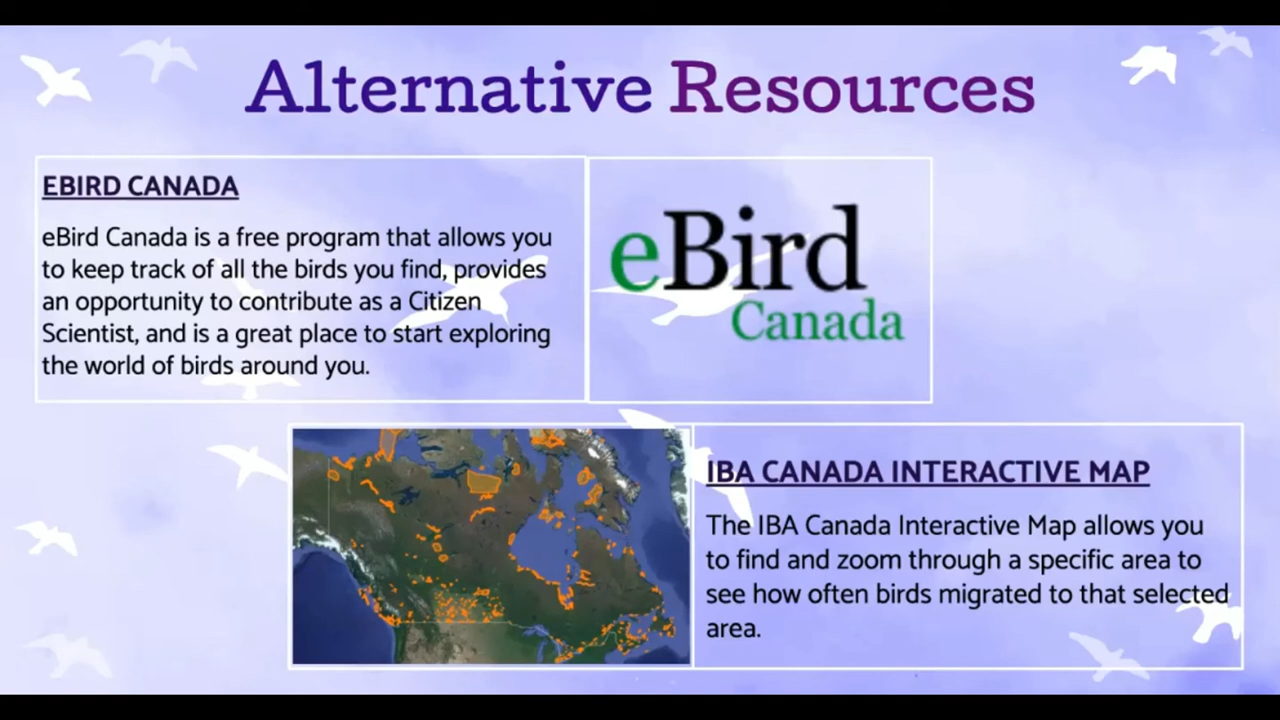 Alternative Resources
EBIRD CANADA
eBird Canada is a free program that allows you
to keep track of all the birds you find, provides
an opportunity to contribute as a Citizen
Scientist, and is a great place to start exploring
the world of birds around you.
eBird
Canada
IBA CANADA INTERACTIVE MAP
The IBA Canada Interactive Map allows you
to find and zoom through a specific area to
see how often birds migrated to that selected
area.